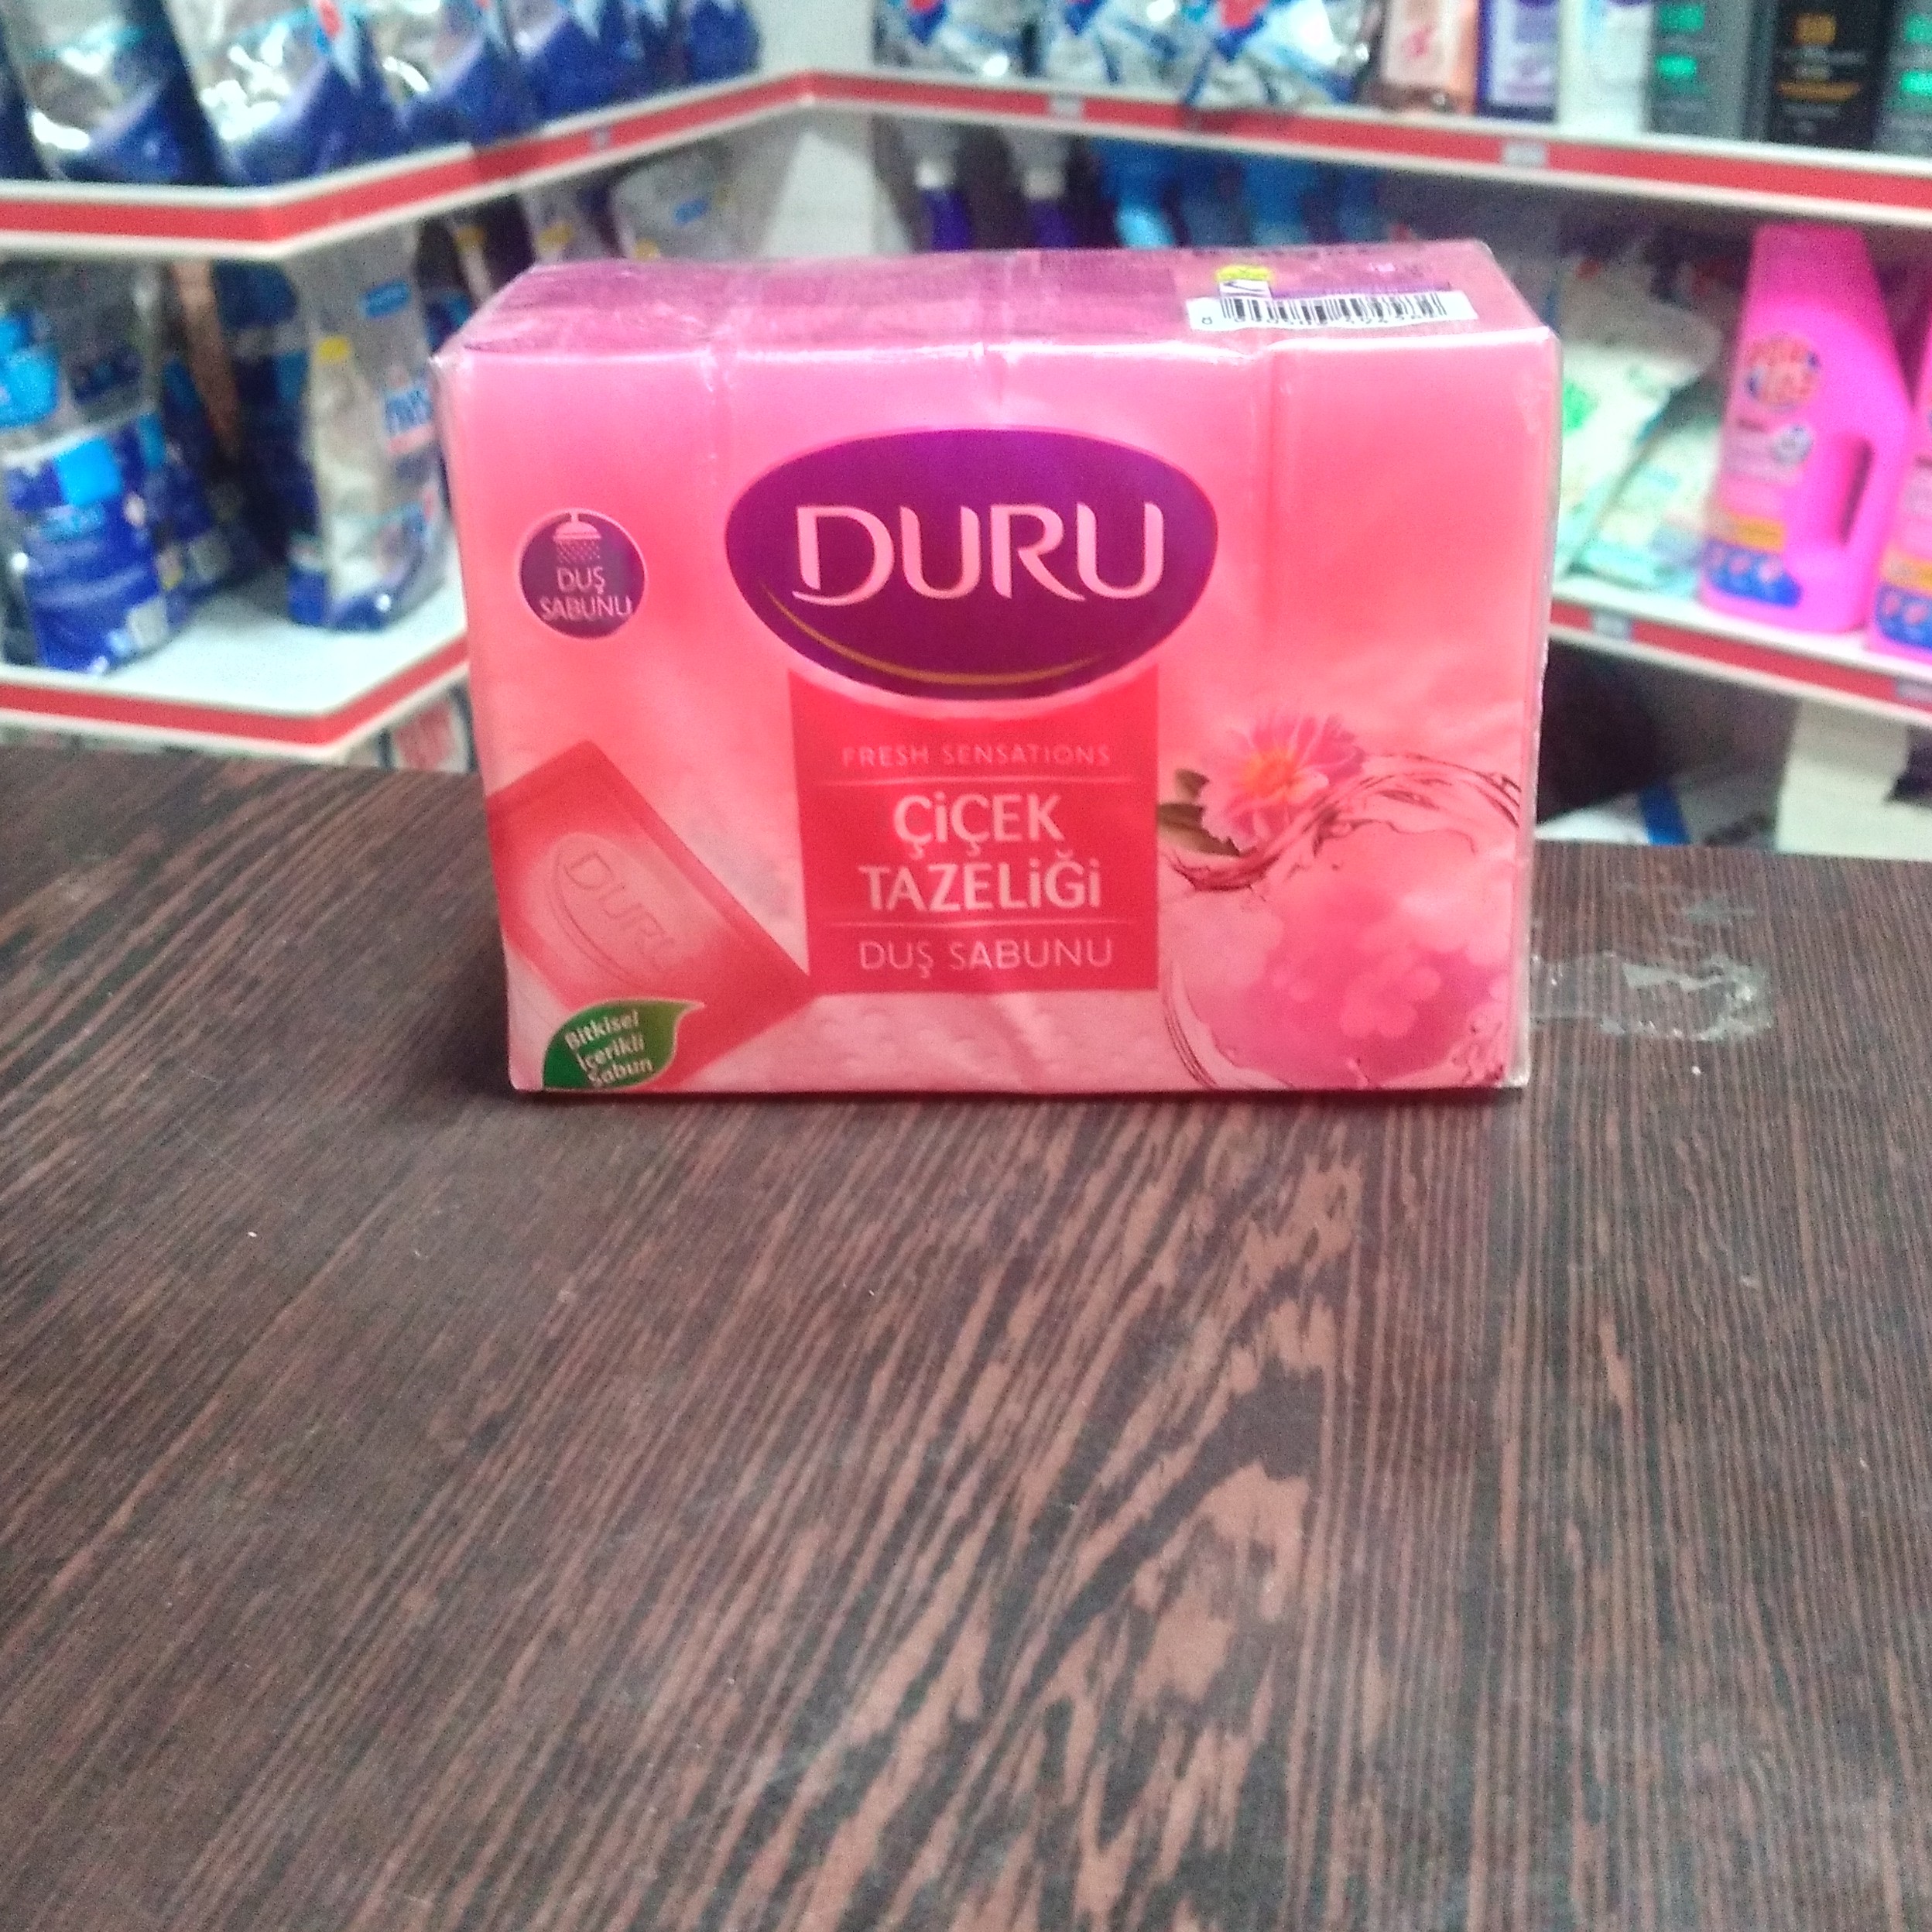 DURU
DUŞ
SABUNU
FRESH SENSATIONS
ÇiÇEK
TAZELiĞi
DUŞ SABUNU
DURU
Bitkisel
İçerikli
Sabun